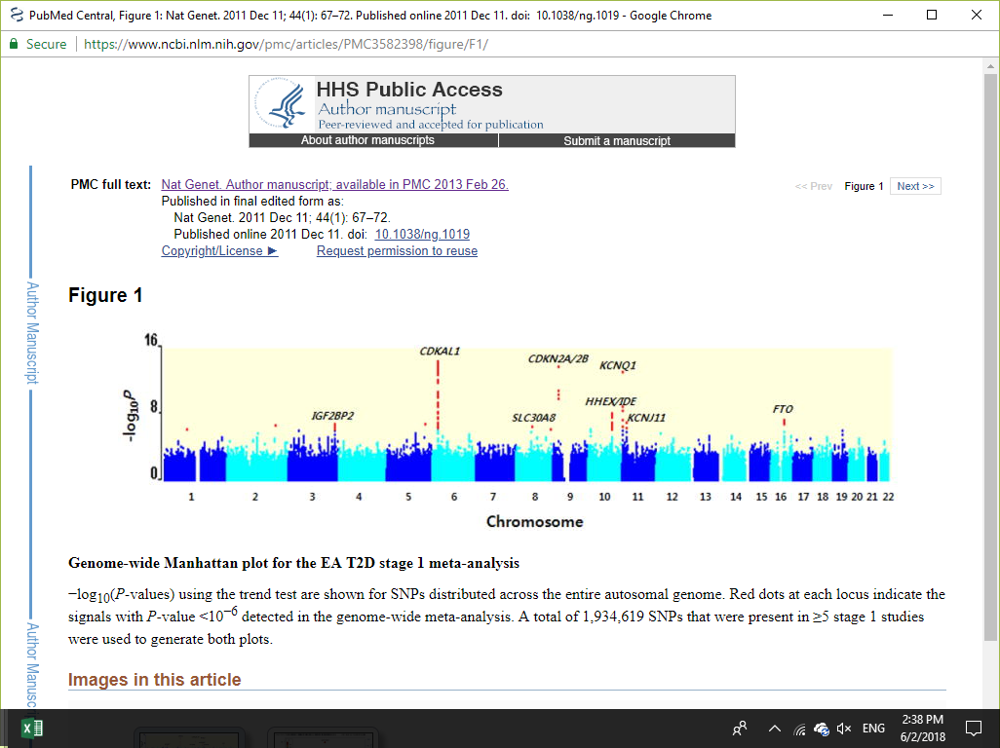 PubMed Central, Figure 1: Nat Genet. 2011 Dec 11; 44(1): 67–72. Published online 2011 Dec 11. doi:  10.1038/ng.1019 - Google Chrome
Secure | https://www.ncbi.nlm.nih.gov/pmc/articles/PMC3582398/figure/F1/
HHS Public Access
Author manuscript
Peer-reviewed and accepted for publication
About author manuscripts
Submit a manuscript
PMC full text: Nat Genet. Author manuscript; available in PMC 2013 Feb 26.
Published in final edited form as:
Nat Genet. 2011 Dec 11; 44(1): 67–72.
Published online 2011 Dec 11. doi:  10.1038/ng.1019
Copyright/License ► Request permission to reuse
<< Prev Figure 1 Next >>
Author Manuscript
Figure 1
16
8
0
-log10P
CDKAL1
CDKN2A/2B
KCNQ1
HHEX/IDE
IGF2BP2
SLC30A8
KCNJ11
FTO
1 2 3 4 5 6 7 8 9 10 11 12 13 14 15 16 17 18 19 20 21 22
Chromosome
Genome-wide Manhattan plot for the EA T2D stage 1 meta-analysis
−log10(P-values) using the trend test are shown for SNPs distributed across the entire autosomal genome. Red dots at each locus indicate the
signals with P-value <10−6 detected in the genome-wide meta-analysis. A total of 1,934,619 SNPs that were present in ≥5 stage 1 studies
were used to generate both plots.
Author Manusc
Images in this article
ENG
2:38 PM
6/2/2018